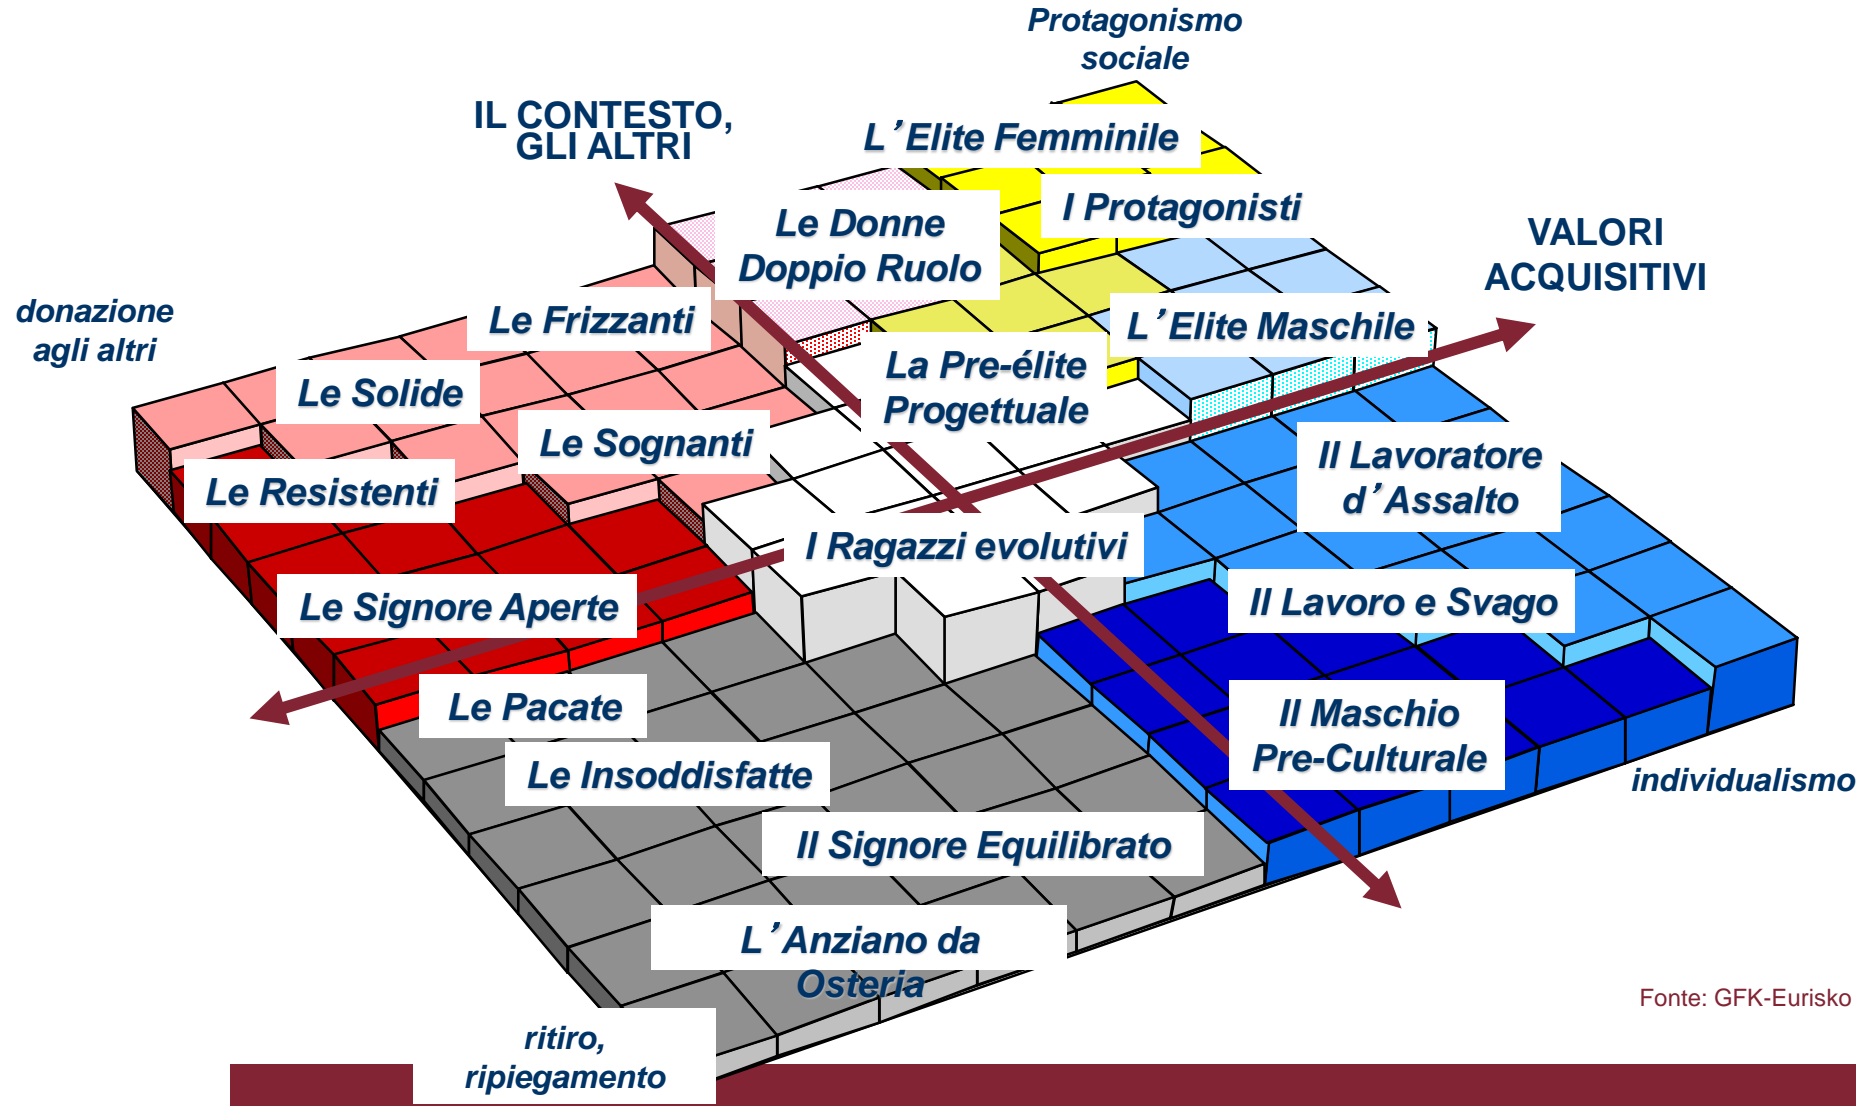 Protagonismo
sociale
IL CONTESTO,
GLI ALTRI
L’Elite Femminile
I Protagonisti
Le Donne
Doppio Ruolo
VALORI
ACQUISITIVI
donazione
agli altri
Le Frizzanti
L’Elite Maschile
Le Solide
La Pre-élite
Progettuale
Le Sognanti
Il Lavoratore
d’Assalto
Le Resistenti
I Ragazzi evolutivi
Le Signore Aperte
Il Lavoro e Svago
Le Pacate
Il Maschio
Pre-Culturale
Le Insoddisfatte
individualismo
Il Signore Equilibrato
L’Anziano da
Osteria
Fonte: GFK-Eurisko
ritiro,
ripiegamento